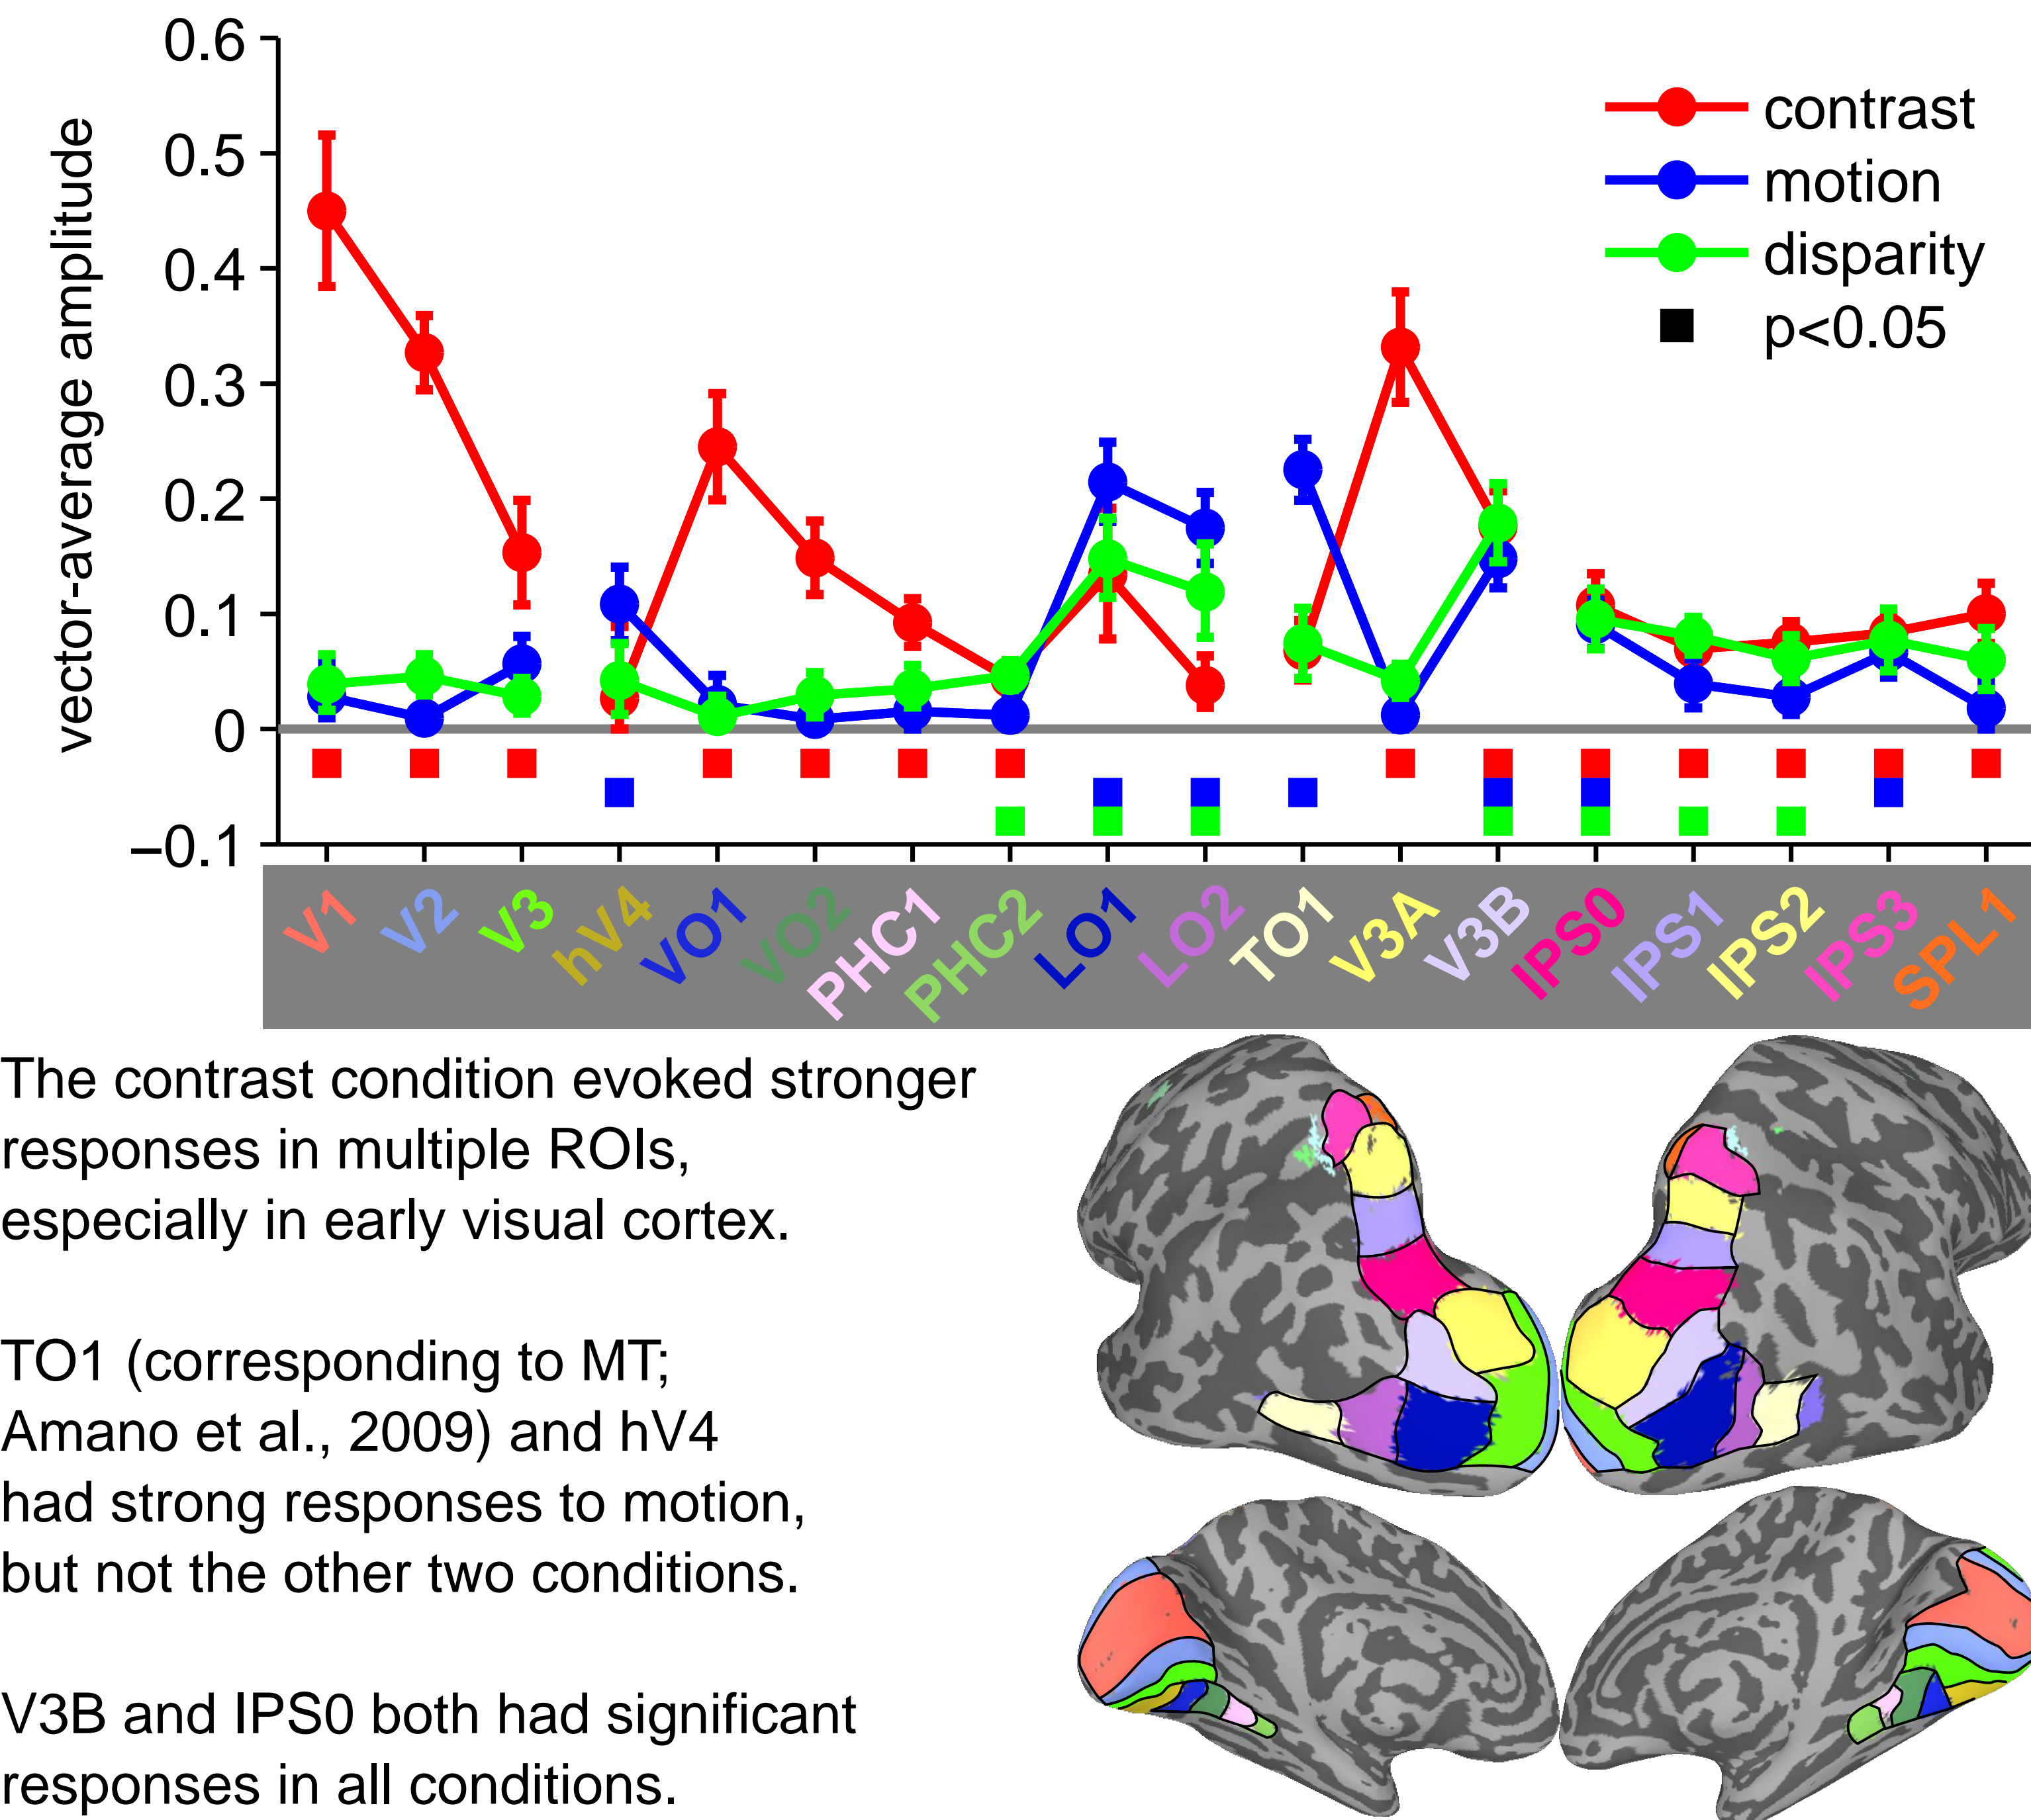 0.6
0.5
0.4
0.3
0.2
0.1
0
−0.1
vector-average amplitude
contrast
motion
disparity
p<0.05
V1
V2
V3
hV4
VO1
VO2
PHC1
PHC2
LO1
LO2
TO1
V3A
V3B
IPS0
IPS1
IPS2
IPS3
SPL1
The contrast condition evoked stronger
responses in multiple ROIs,
especially in early visual cortex.
TO1 (corresponding to MT;
Amano et al., 2009) and hV4
had strong responses to motion,
but not the other two conditions.
V3B and IPS0 both had significant
responses in all conditions.